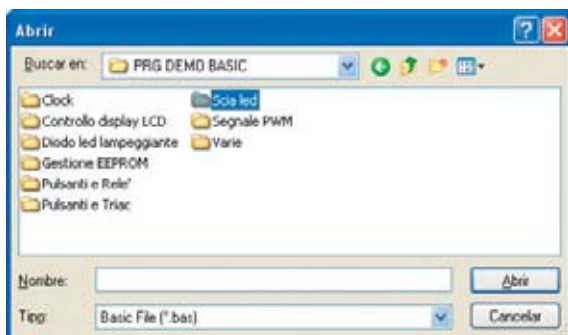 Abrir
Buscar en: PRG DEMO BASIC
Clock
Controllo display LCD
Diodo led lampeggiante
Gestione EEPROM
Pulsanti e Rele'
Pulsanti e Triac
Scia led
Segnale PWM
Varie
Nombre: Abrir
Tipo: Basic File (*.bas) Cancelar